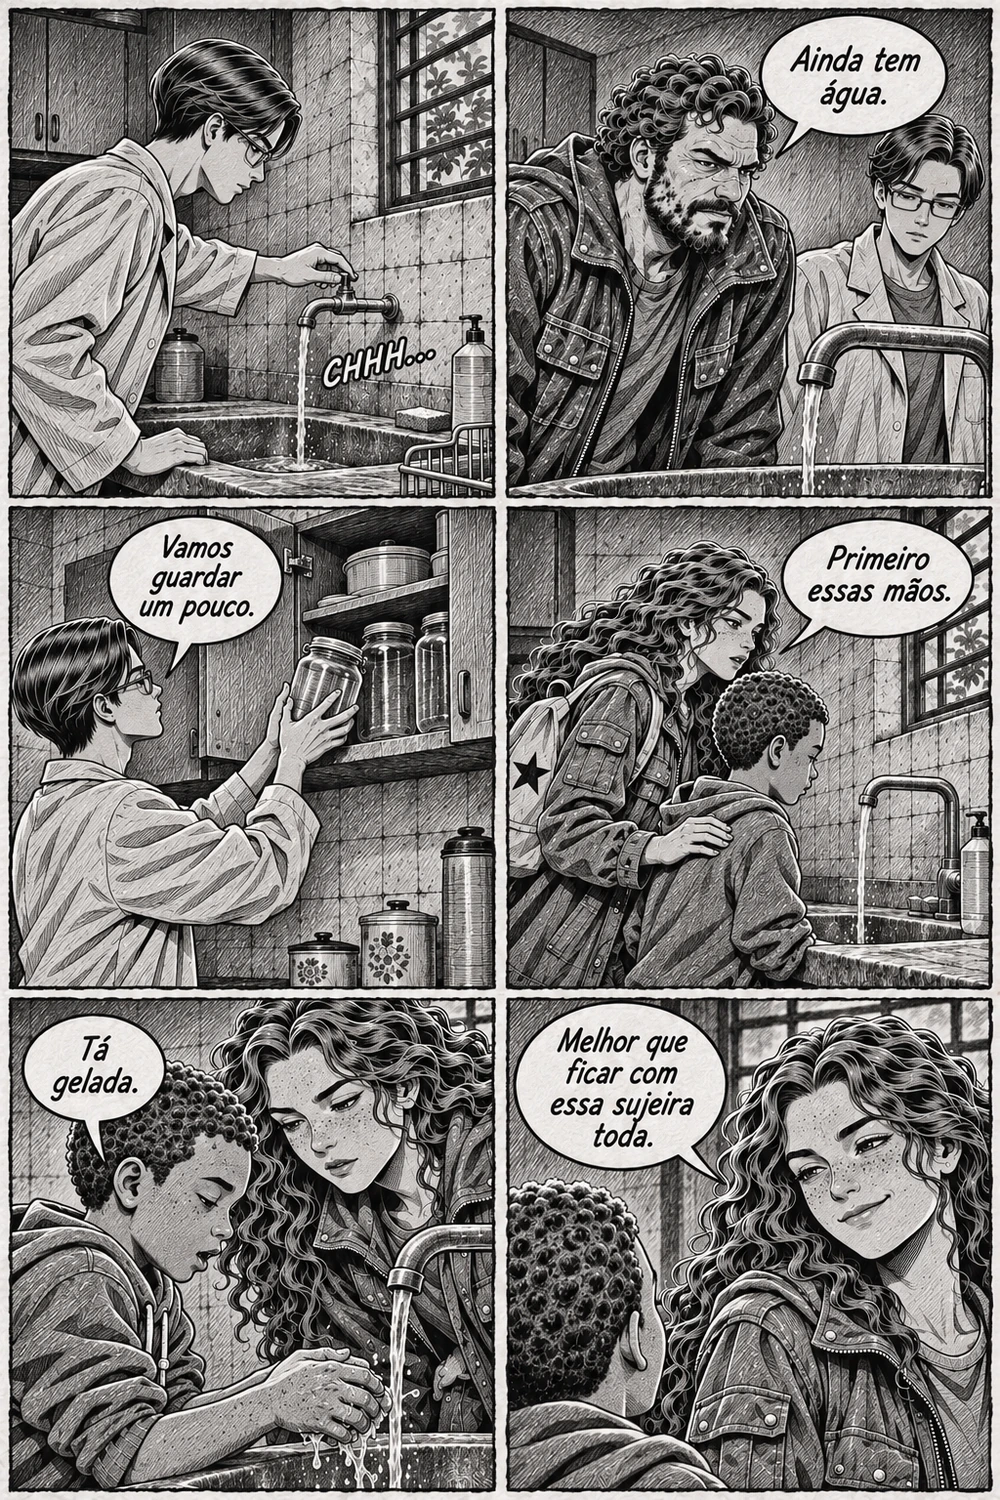 CHHH...
Ainda tem
água.
Vamos
guardar
um pouco.
Primeiro
essas mãos.
Tá
gelada.
Melhor que
ficar com
essa sujeira
toda.